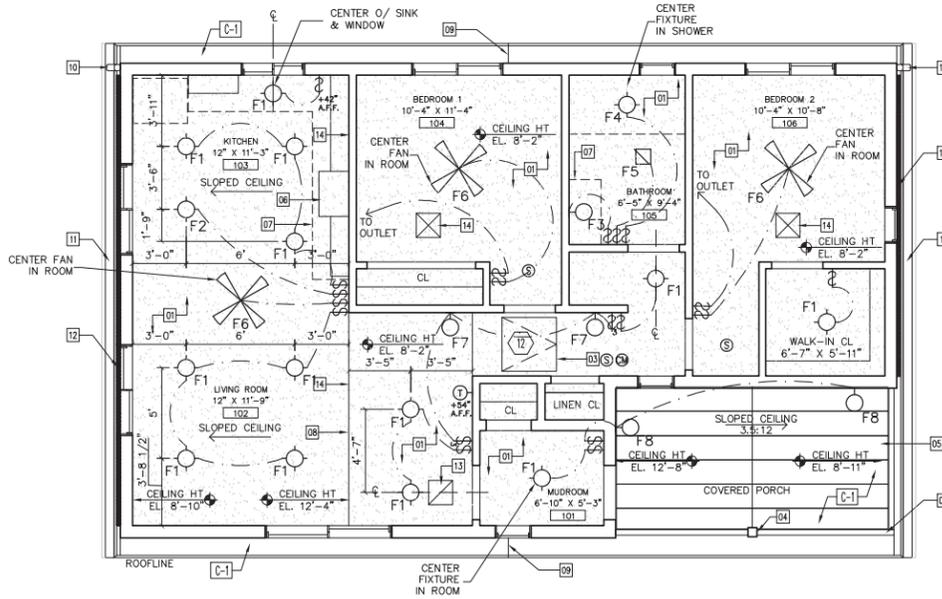 ℄
CENTER O/ SINK
& WINDOW
CENTER
FIXTURE
IN SHOWER
C-1
09
10
F1
+42"
A.F.F.
3'-11"
F4
01
BEDROOM 1
10'-4" X 11'-4"
104
CEILING HT
EL. 8'-2"
BEDROOM 2
10'-4" X 10'-8"
106
CENTER
FAN
IN ROOM
KITCHEN
12" X 11'-3"
103
14
F1
F1
CENTER FAN
IN ROOM
01
07
F5
01
3'-6"
SLOPED CEILING
06
F6
TO
OUTLET
BATHROOM
6'-5" X 9'-4"
105
TO
OUTLET
F6
F2
07
14
F3
14
1'-9"
F1
CEILING HT
EL. 8'-2"
11
CENTER FAN
IN ROOM
3'-0"
6'
3'-0"
CL
S
F1
F1
01
F6
3'-0"
6'
3'-0"
℄
WALK-IN CL
6'-7" X 5'-11"
12
CEILING HT
EL. 8'-2"
F7
12
F7
03
S
CM
S
3'-5"
3'-5"
F1
F1
14
LIVING ROOM
12" X 11'-9"
102
T
+54"
A.F.F.
CL
LINEN CL
F8
5'
F1
SLOPED CEILING
3.5:12
SLOPED CEILING
08
01
01
F8
05
F1
F1
4'-7"
13
CEILING HT
EL. 12'-8"
CEILING HT
EL. 8'-11"
3'-8 1/2"
CEILING HT
EL. 8'-10"
CEILING HT
EL. 12'-4"
℄
F1
F1
MUDROOM
6'-10" X 5'-3"
101
COVERED PORCH
C-1
04
ROOFLINE
C-1
CENTER
FIXTURE
IN ROOM
09